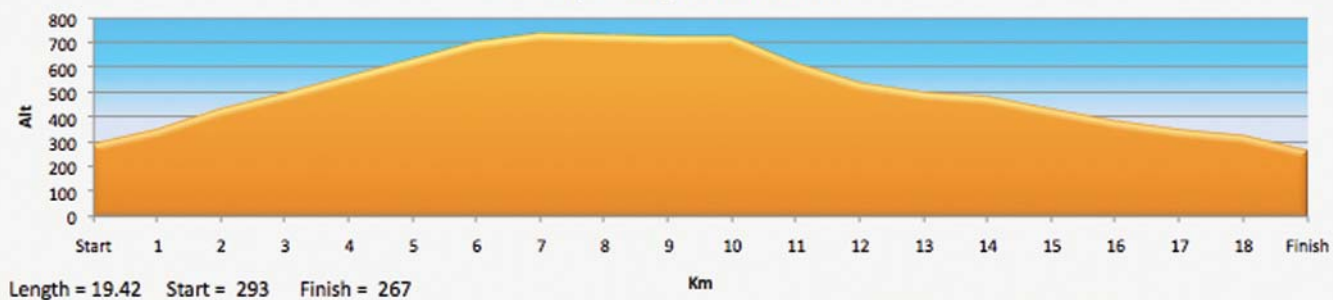 800
700
600
500
400
300
200
100
0
Alt
Start 1 2 3 4 5 6 7 8 9 10 11 12 13 14 15 16 17 18 Finish
Km
Length = 19.42 Start = 293 Finish = 267